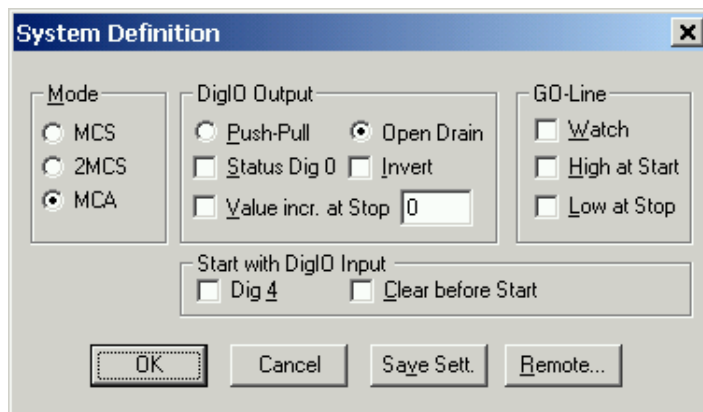 System Definition
Mode
MCS
2MCS
MCA
DigIO Output
Push-Pull Open Drain
Status Dig 0 Invert
Value incr. at Stop 0
GO-Line
Watch
High at Start
Low at Stop
Start with DigIO Input
Dig 4 Clear before Start
OK Cancel Save Sett. Remote...